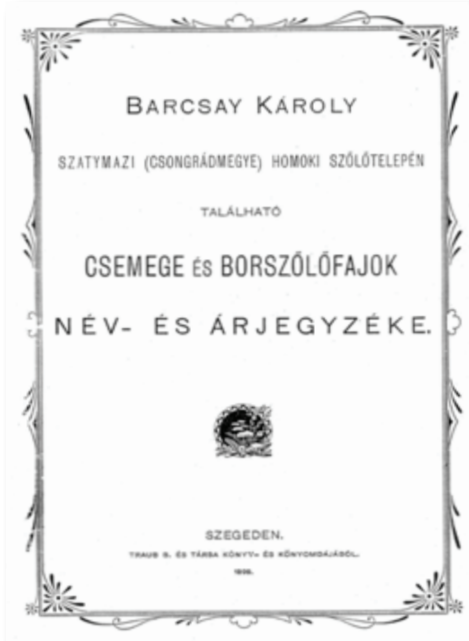 BARCSAY KÁROLY
SZATYMAZI (CSONGRÁDMEGYE) HOMOKI SZŐLŐTELEPÉN
TALÁLHATÓ
CSEMEGE ÉS BORSZŐLŐFAJOK
NÉV- ÉS ÁRJEGYZÉKE.
SZEGEDEN.
TRAUB B. ÉS TÁRSA KÖNYV- ÉS KŐNYOMDÁJÁBÓL.